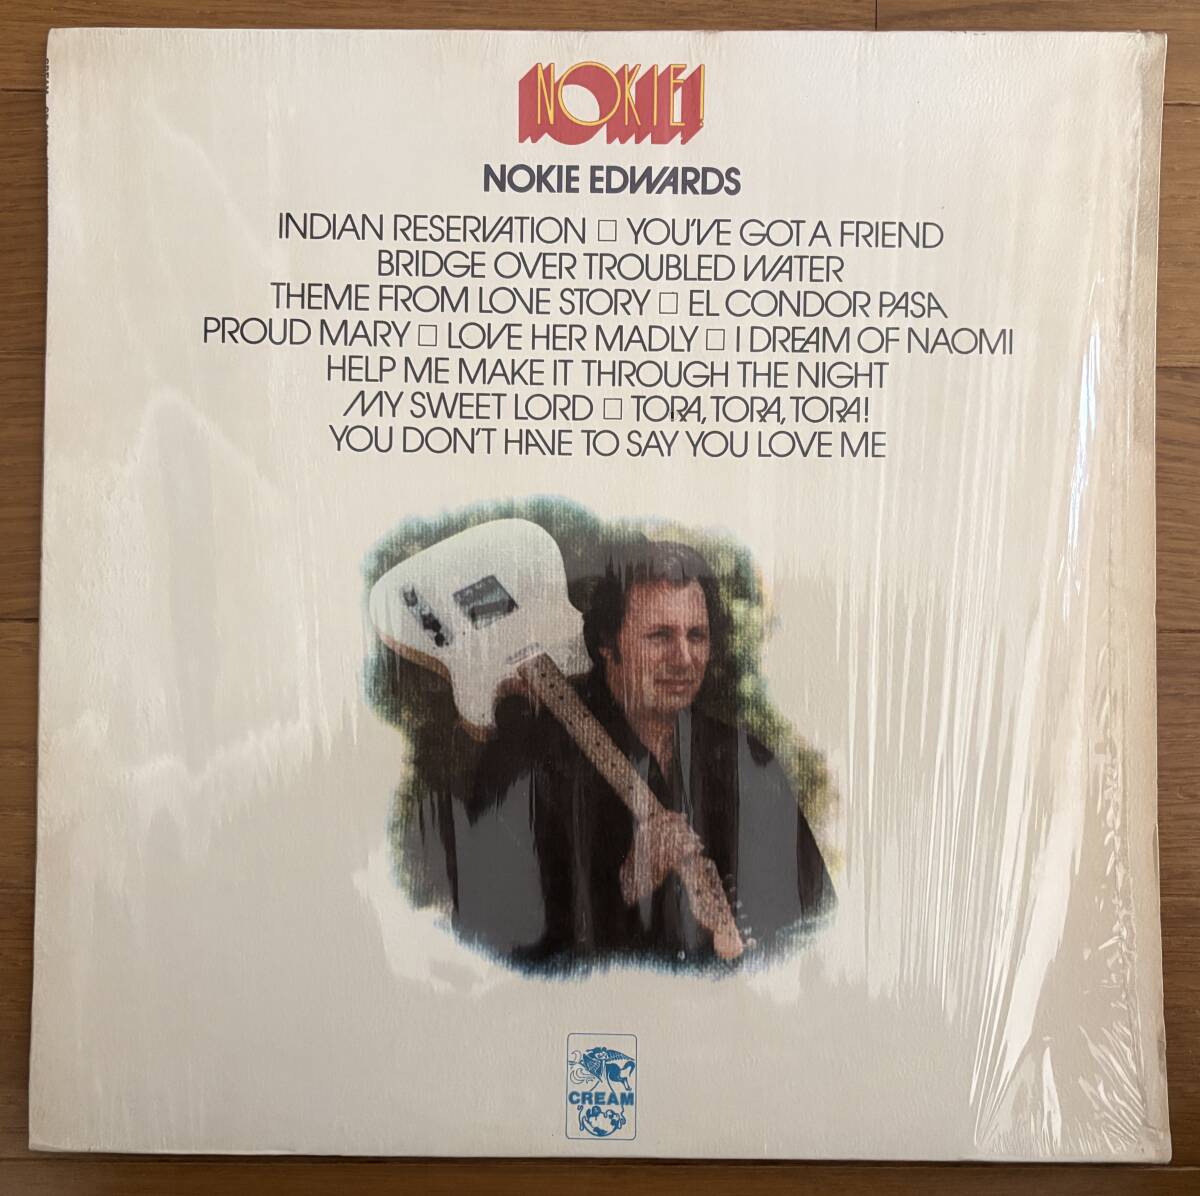 NOKIE!
NOKIE EDWARDS
INDIAN RESERVATION □ YOU'VE GOT A FRIEND
BRIDGE OVER TROUBLED WATER
THEME FROM LOVE STORY □ EL CONDOR PASA
PROUD MARY □ LOVE HER MADLY □ I DREAM OF NAOMI
HELP ME MAKE IT THROUGH THE NIGHT
MY SWEET LORD □ TORA, TORA, TORA!
YOU DON'T HAVE TO SAY YOU LOVE ME
CREAM